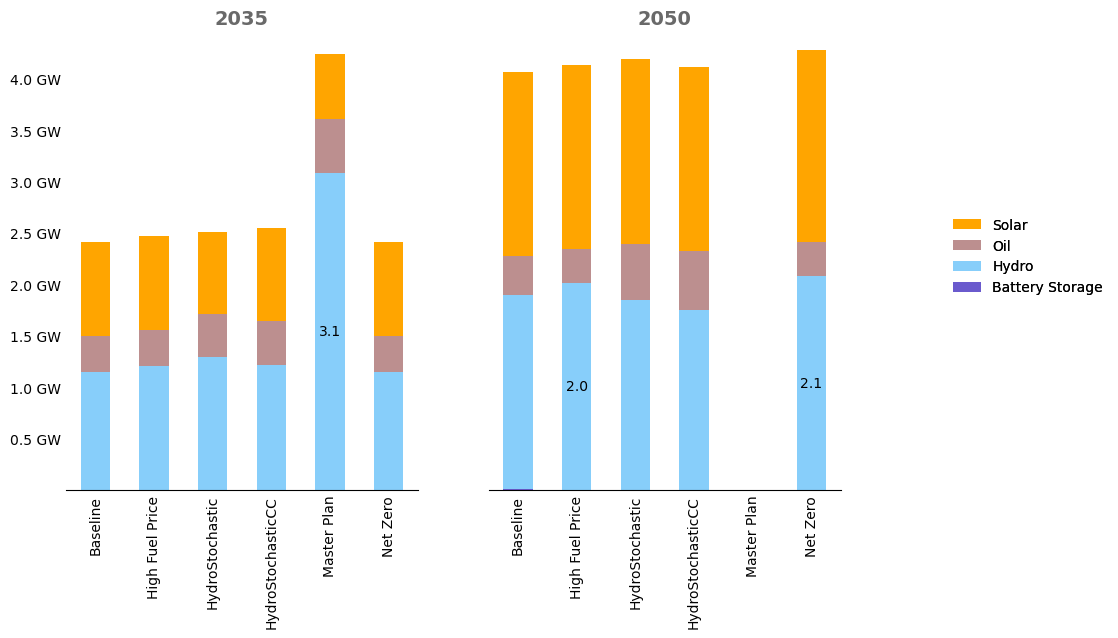 2035
2050
4.0 GW
3.5 GW
3.0 GW
2.5 GW
2.0 GW
1.5 GW
1.0 GW
0.5 GW
3.1
2.0
2.1
Solar
Oil
Hydro
Battery Storage
Baseline
High Fuel Price
HydroStochastic
HydroStochasticCC
Master Plan
Net Zero
Baseline
High Fuel Price
HydroStochastic
HydroStochasticCC
Master Plan
Net Zero